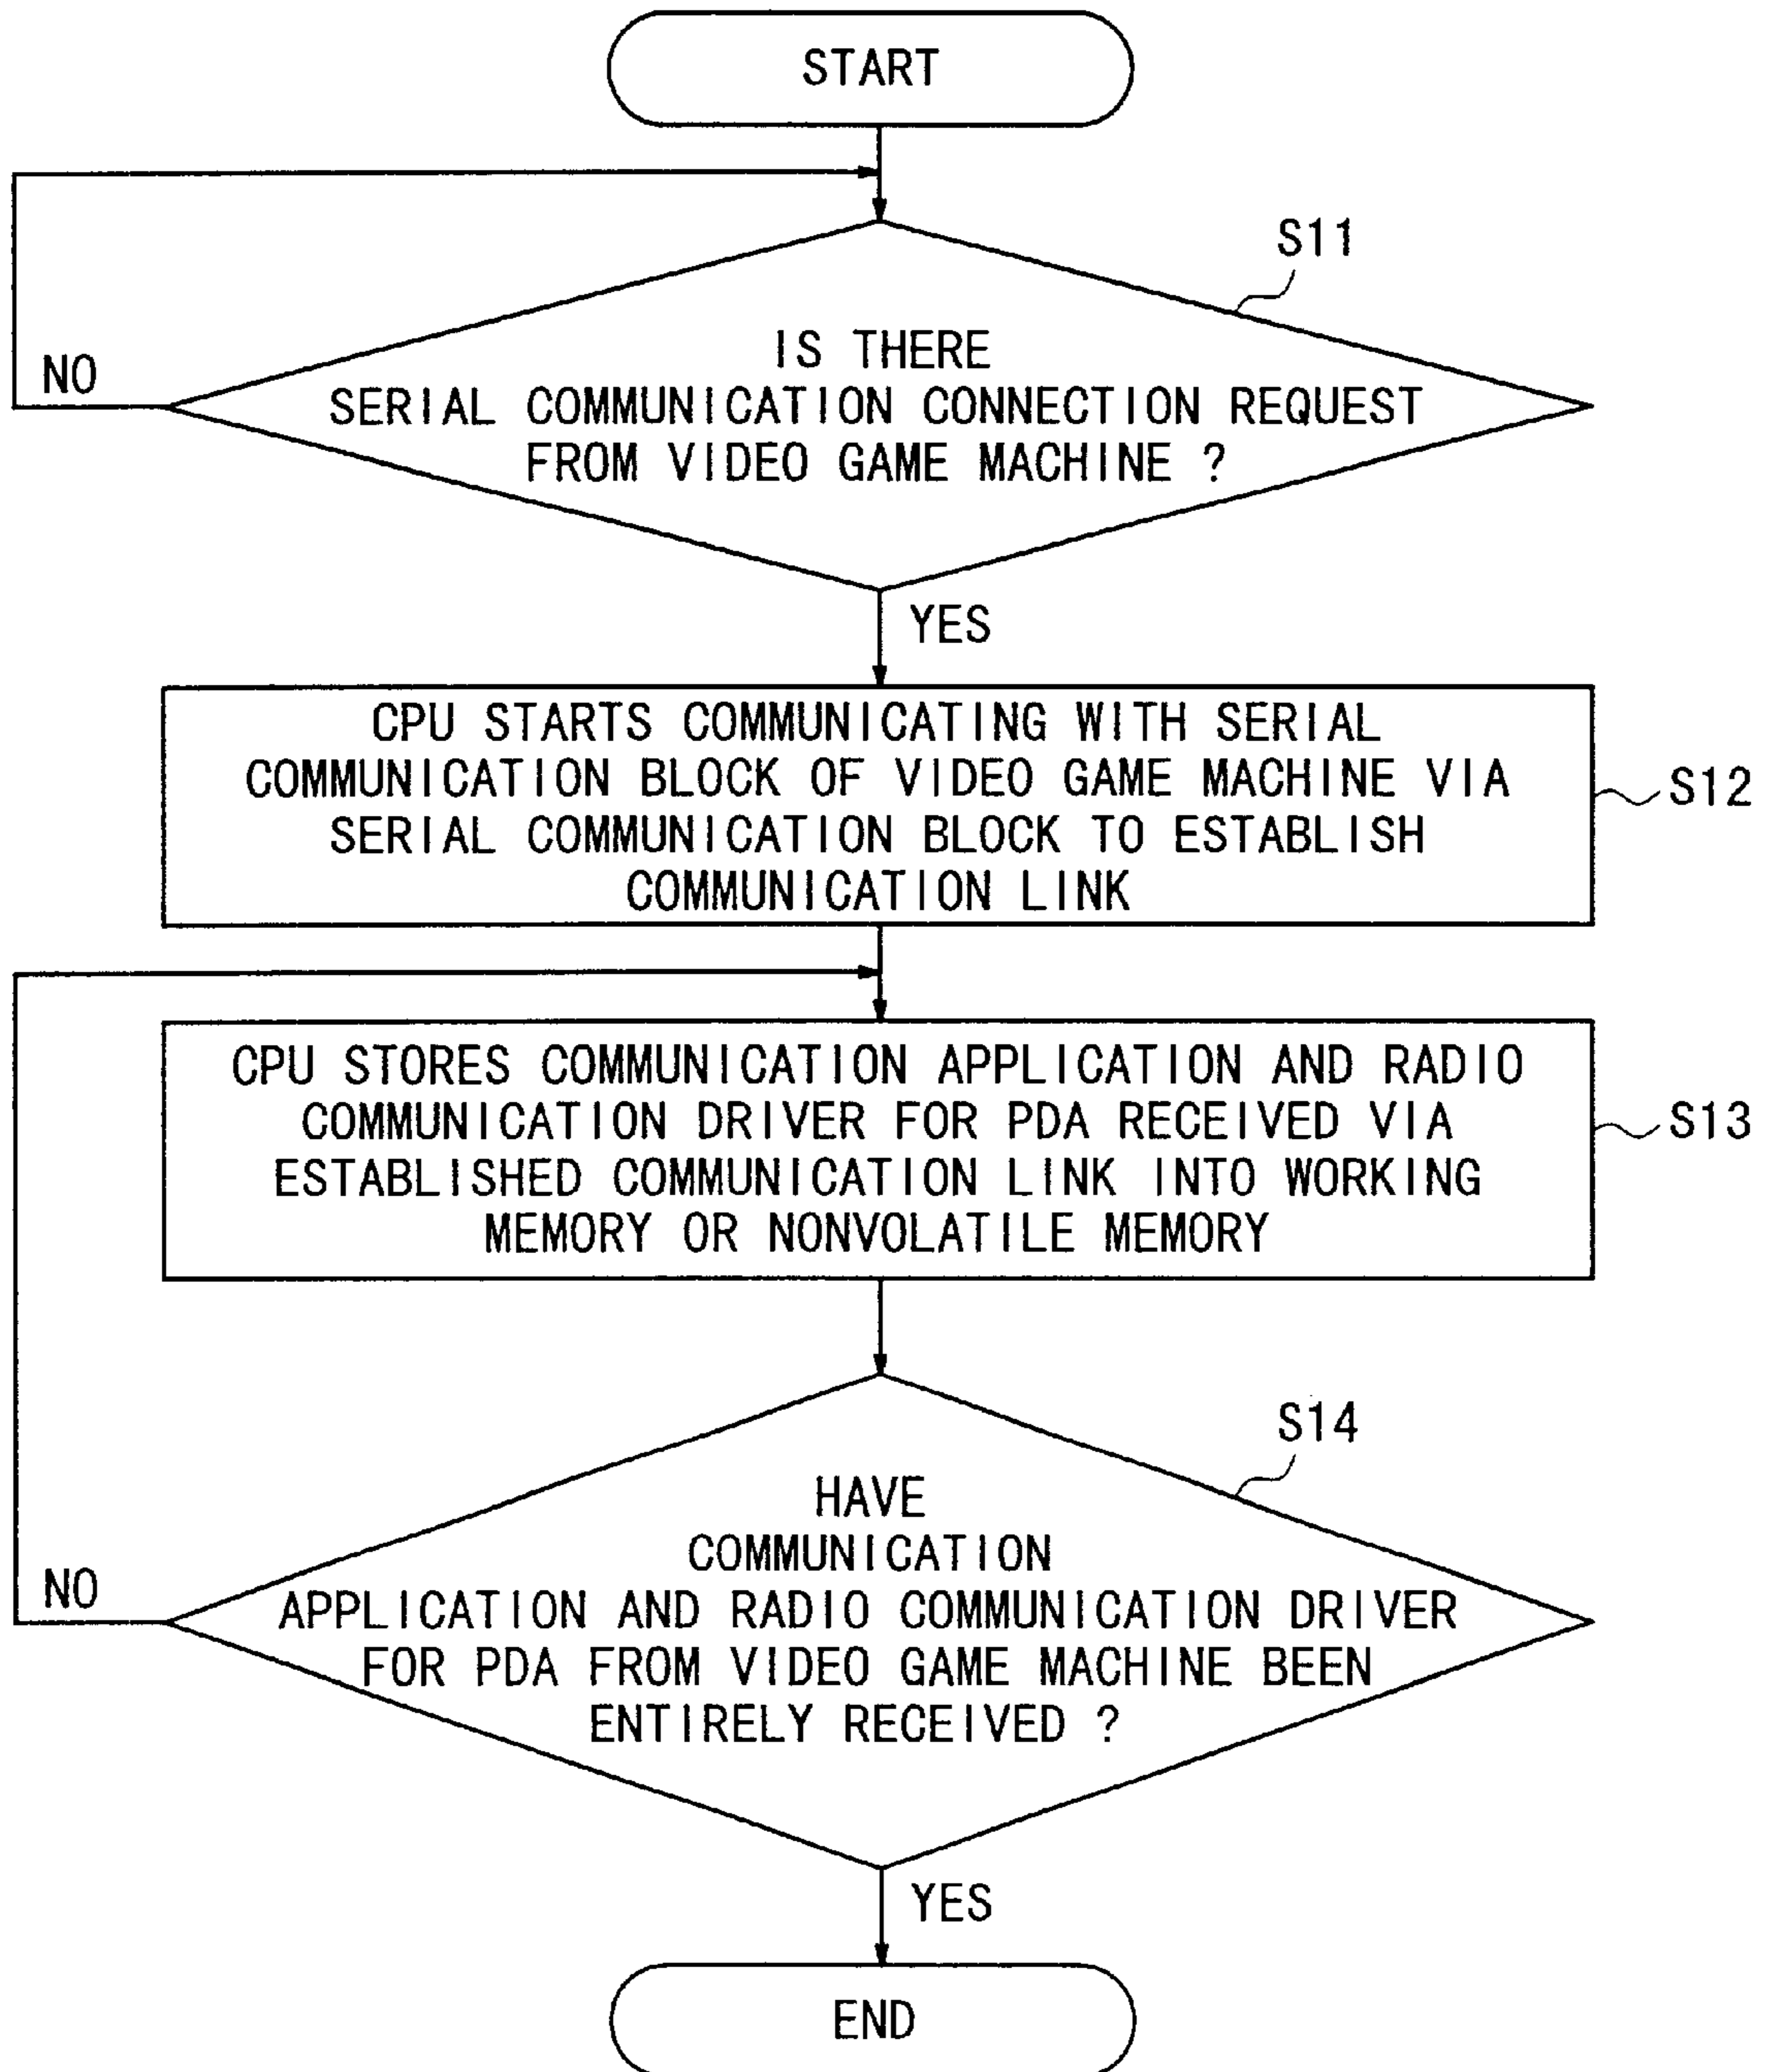 START
S11
IS THERE
SERIAL COMMUNICATION CONNECTION REQUEST
FROM VIDEO GAME MACHINE ?
NO
YES
CPU STARTS COMMUNICATING WITH SERIAL
COMMUNICATION BLOCK OF VIDEO GAME MACHINE VIA
SERIAL COMMUNICATION BLOCK TO ESTABLISH
COMMUNICATION LINK
S12
CPU STORES COMMUNICATION APPLICATION AND RADIO
COMMUNICATION DRIVER FOR PDA RECEIVED VIA
ESTABLISHED COMMUNICATION LINK INTO WORKING
MEMORY OR NONVOLATILE MEMORY
S13
S14
HAVE
COMMUNICATION
APPLICATION AND RADIO COMMUNICATION DRIVER
FOR PDA FROM VIDEO GAME MACHINE BEEN
ENTIRELY RECEIVED ?
NO
YES
END